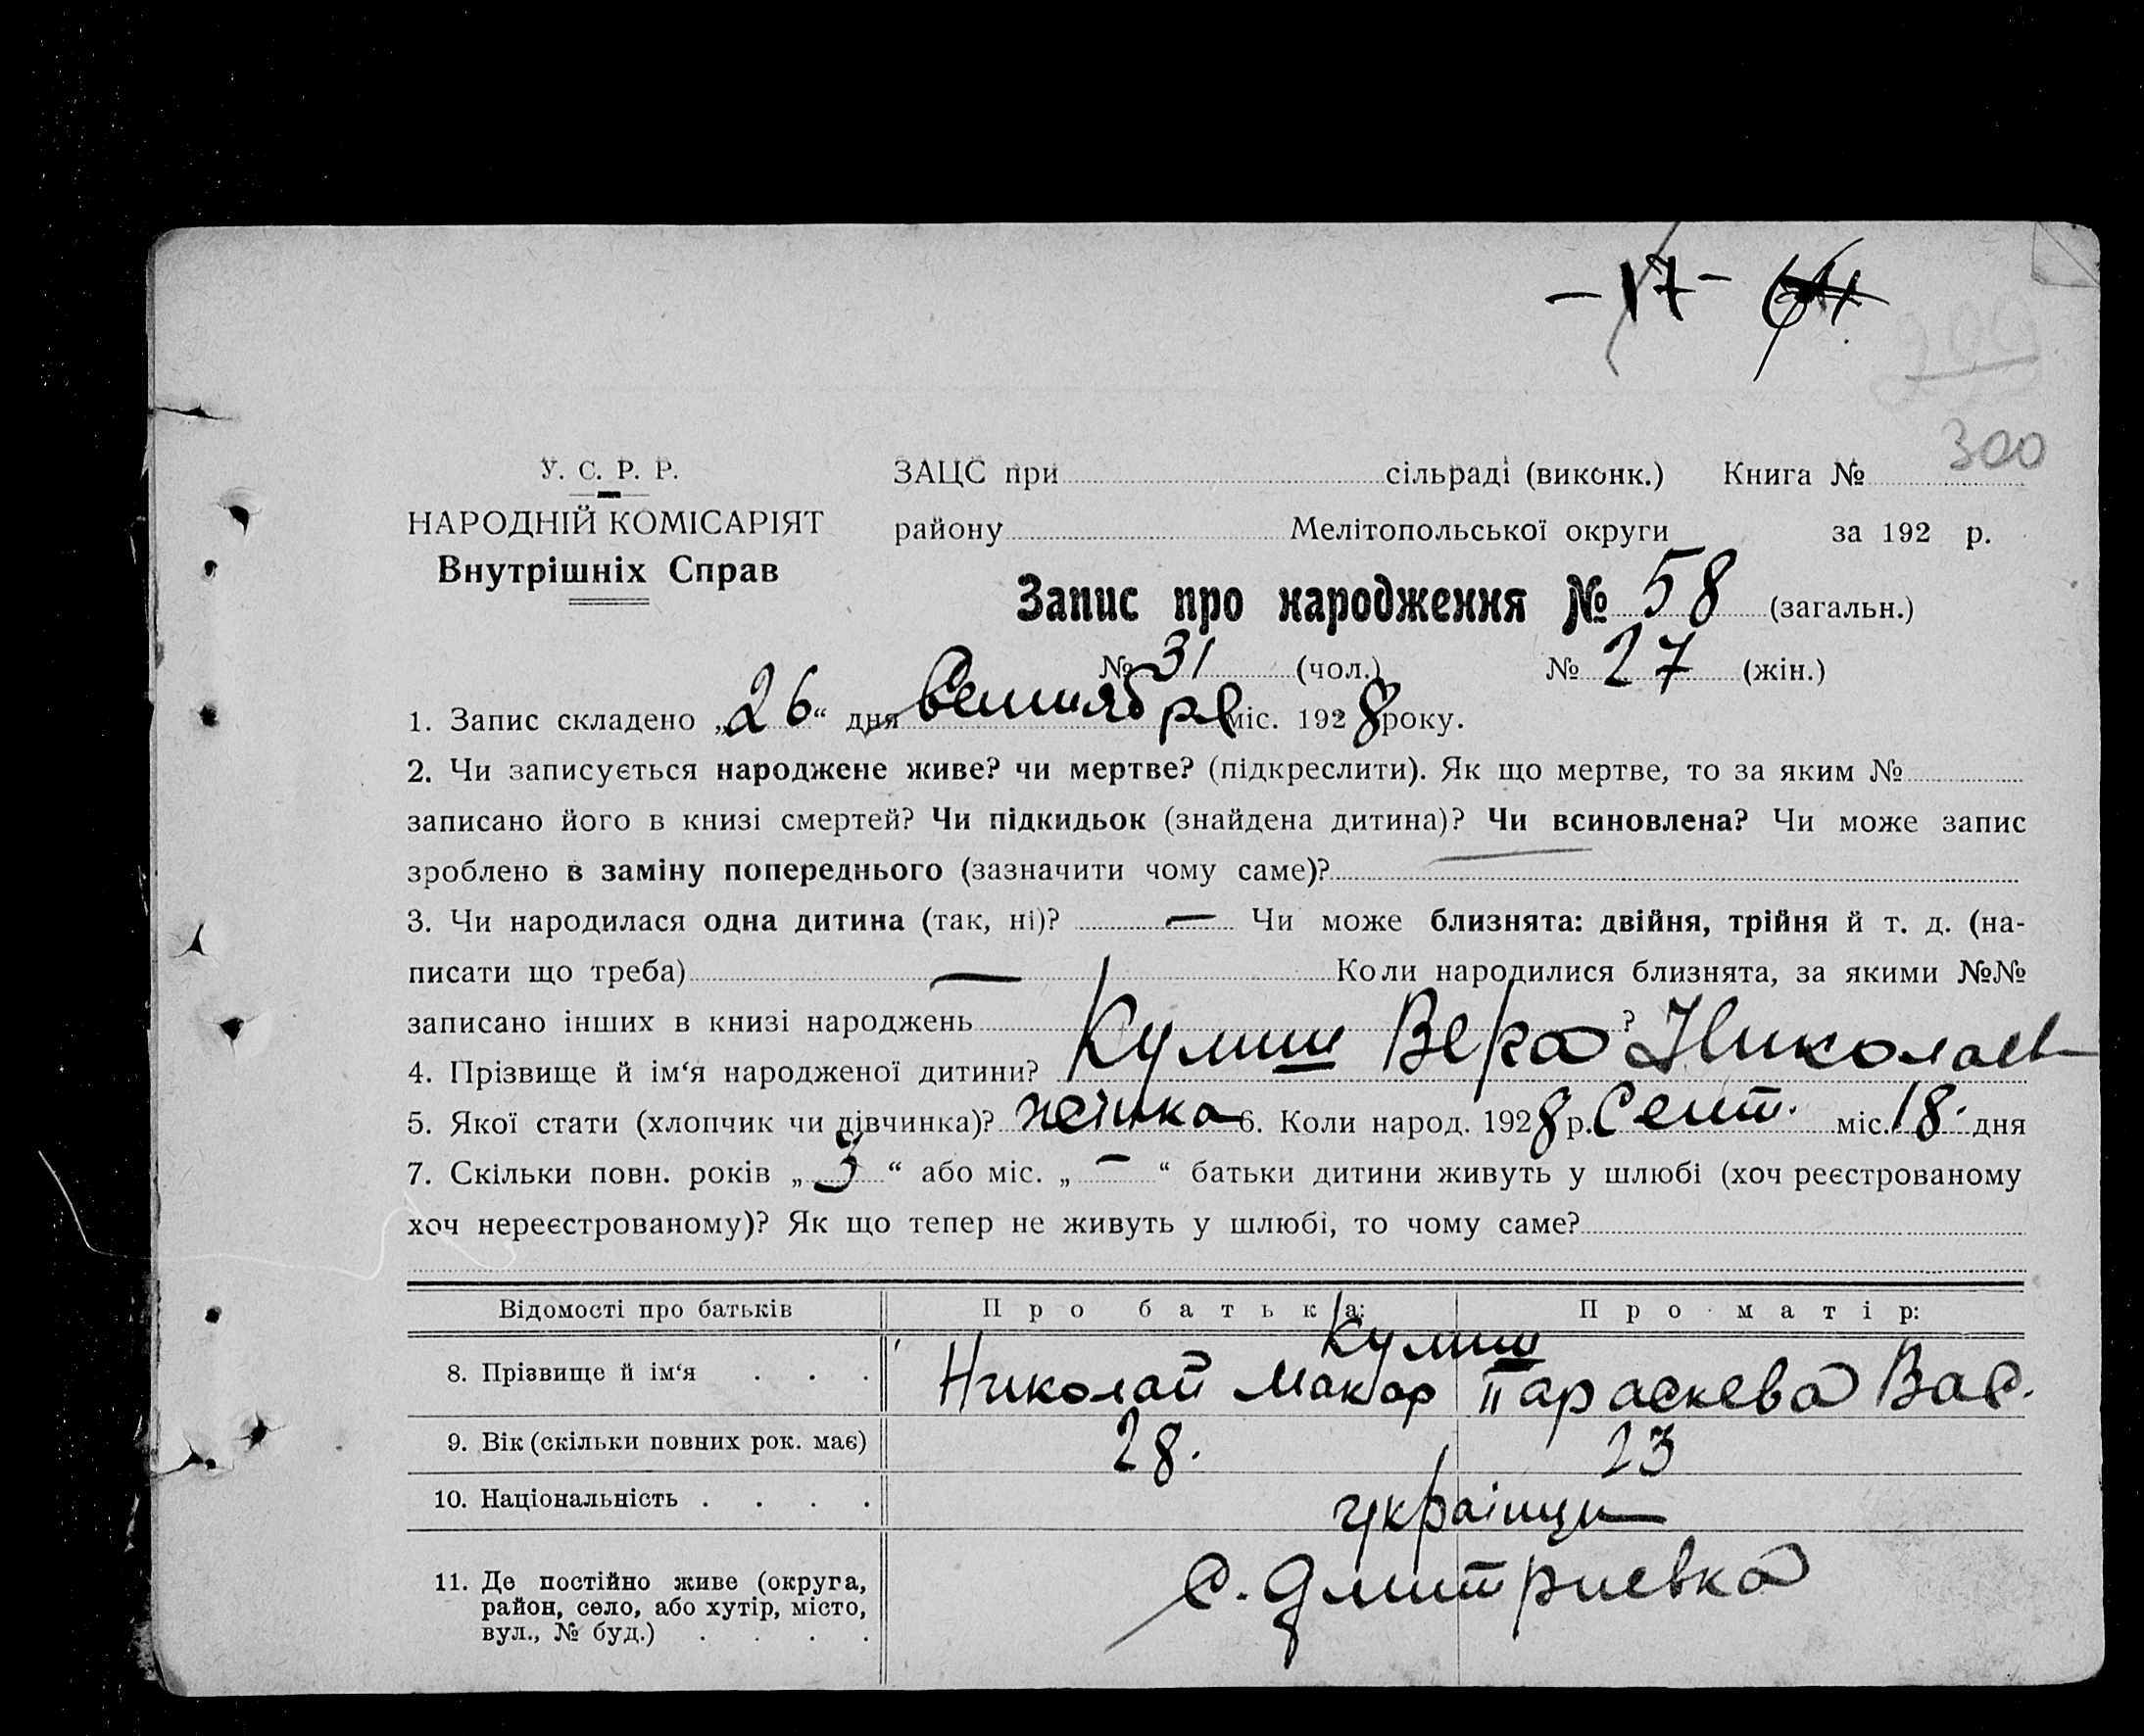 -17-
300
У. С. Р. Р.
НАРОДНІЙ КОМІСАРІЯТ
Внутрішніх Справ
ЗАЦС при сільраді (виконк.) Книга №
району Мелітопольської округи за 192 р.
Запис про народження № 58 (загальн.)
№ 31 (чол.) № 27 (жін.)
1. Запис складено „26“ дня Сентября міс. 1928 року.
2. Чи записується народжене живе? чи мертве? (підкреслити). Як що мертве, то за яким №
записано його в книзі смертей? Чи підкидьок (знайдена дитина)? Чи всиновлена? Чи може запис
зроблено в заміну попереднього (зазначити чому саме)?
3. Чи народилася одна дитина (так, ні)? — Чи може близнята: двійня, трійня й т. д. (на-
писати що треба) — Коли народилися близнята, за якими №№
записано інших в книзі народжень ?
4. Прізвище й ім‘я народженої дитини? Кулиш Вера Николаев
5. Якої стати (хлопчик чи дівчинка)? 6. Коли народ. 1928 р. Сент. міс. 18. дня
7. Скільки повн. років „3“ або міс. „—“ батьки дитини живуть у шлюбі (хоч реєстрованому
хоч нереєстрованому)? Як що тепер не живуть у шлюбі, то чому саме?
Відомості про батьків Про батька: Про матір:
Кулиш
8. Прізвище й ім‘я . . . Николай Макар Параскева Вас.
9. Вік (скільки повних рок. має) 28. 23
10. Національність . . . . українци
11. Де постійно живе (округа,
район, село, або хутір, місто,
вул., № буд.) . . . . с. Дмитриевка